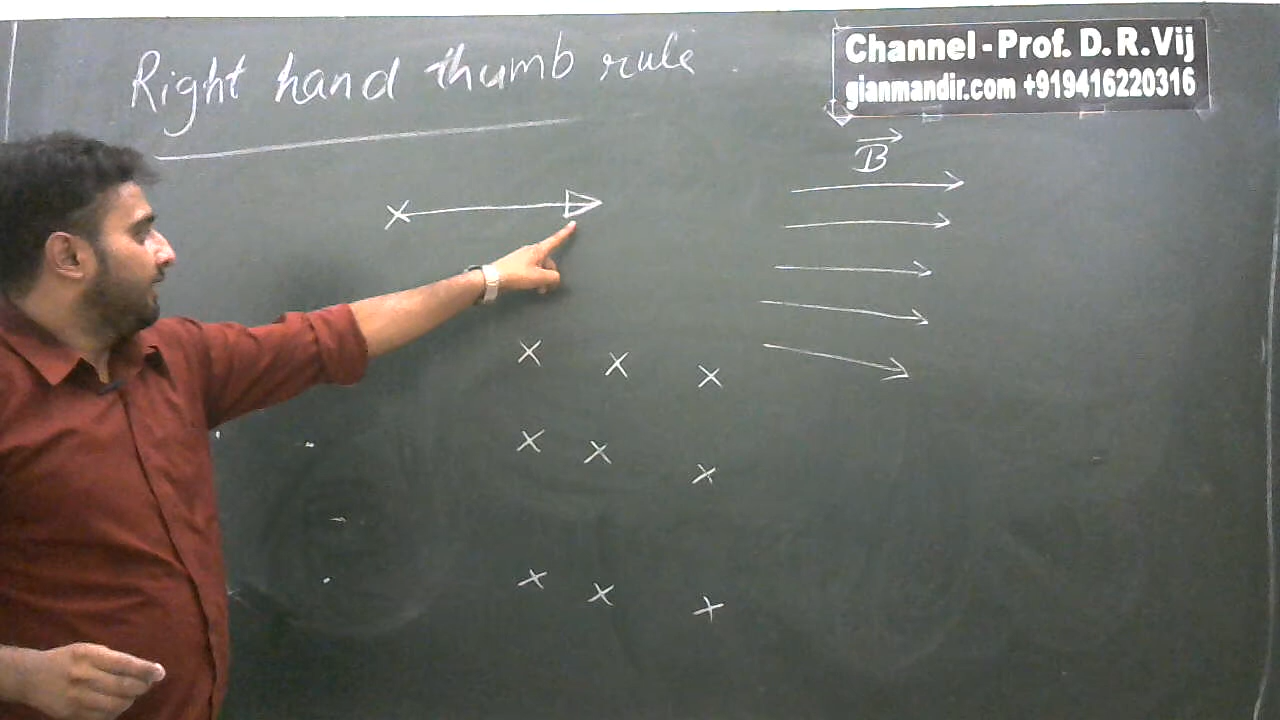 Right hand thumb rule
Channel - Prof. D. R. Vij
gianmandir.com +919416220316
B